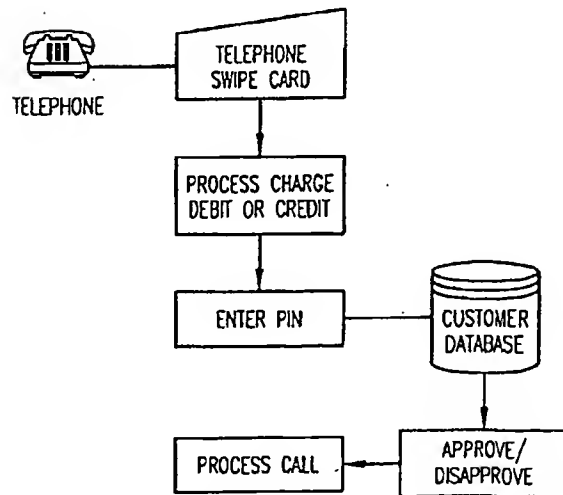 TELEPHONE
TELEPHONE
SWIPE CARD
PROCESS CHARGE
DEBIT OR CREDIT
ENTER PIN
CUSTOMER
DATABASE
PROCESS CALL
APPROVE/
DISAPPROVE